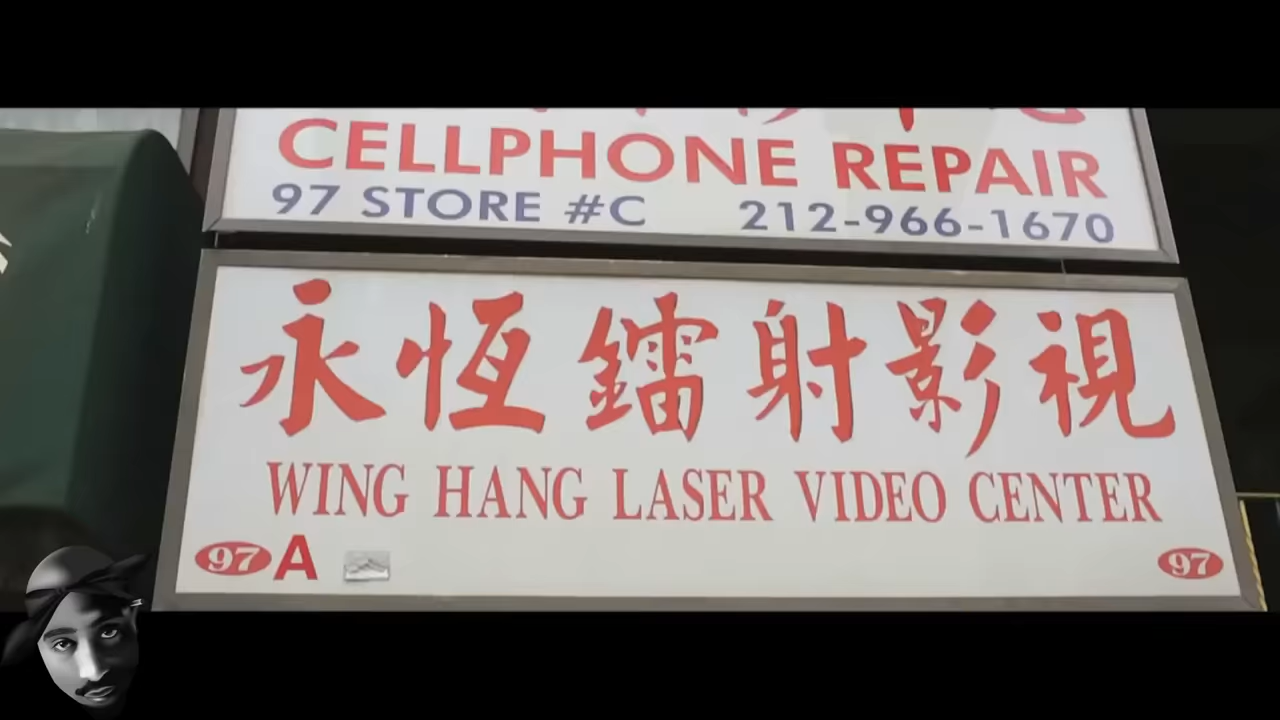 CELLPHONE REPAIR
97 STORE #C 212-966-1670
永恆鐳射影視
WING HANG LASER VIDEO CENTER
97 A 97